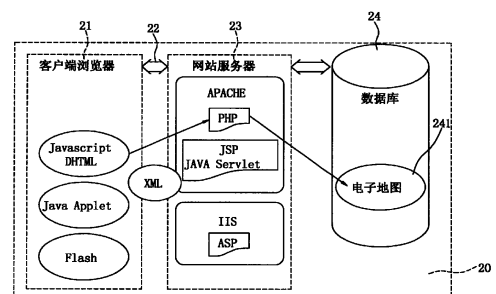 21
22
23
24
客户端浏览器
网站服务器
数据库
APACHE
PHP
241
Javascript
DHTML
JSP
JAVA Servlet
XML
电子地图
Java Applet
IIS
ASP
Flash
20